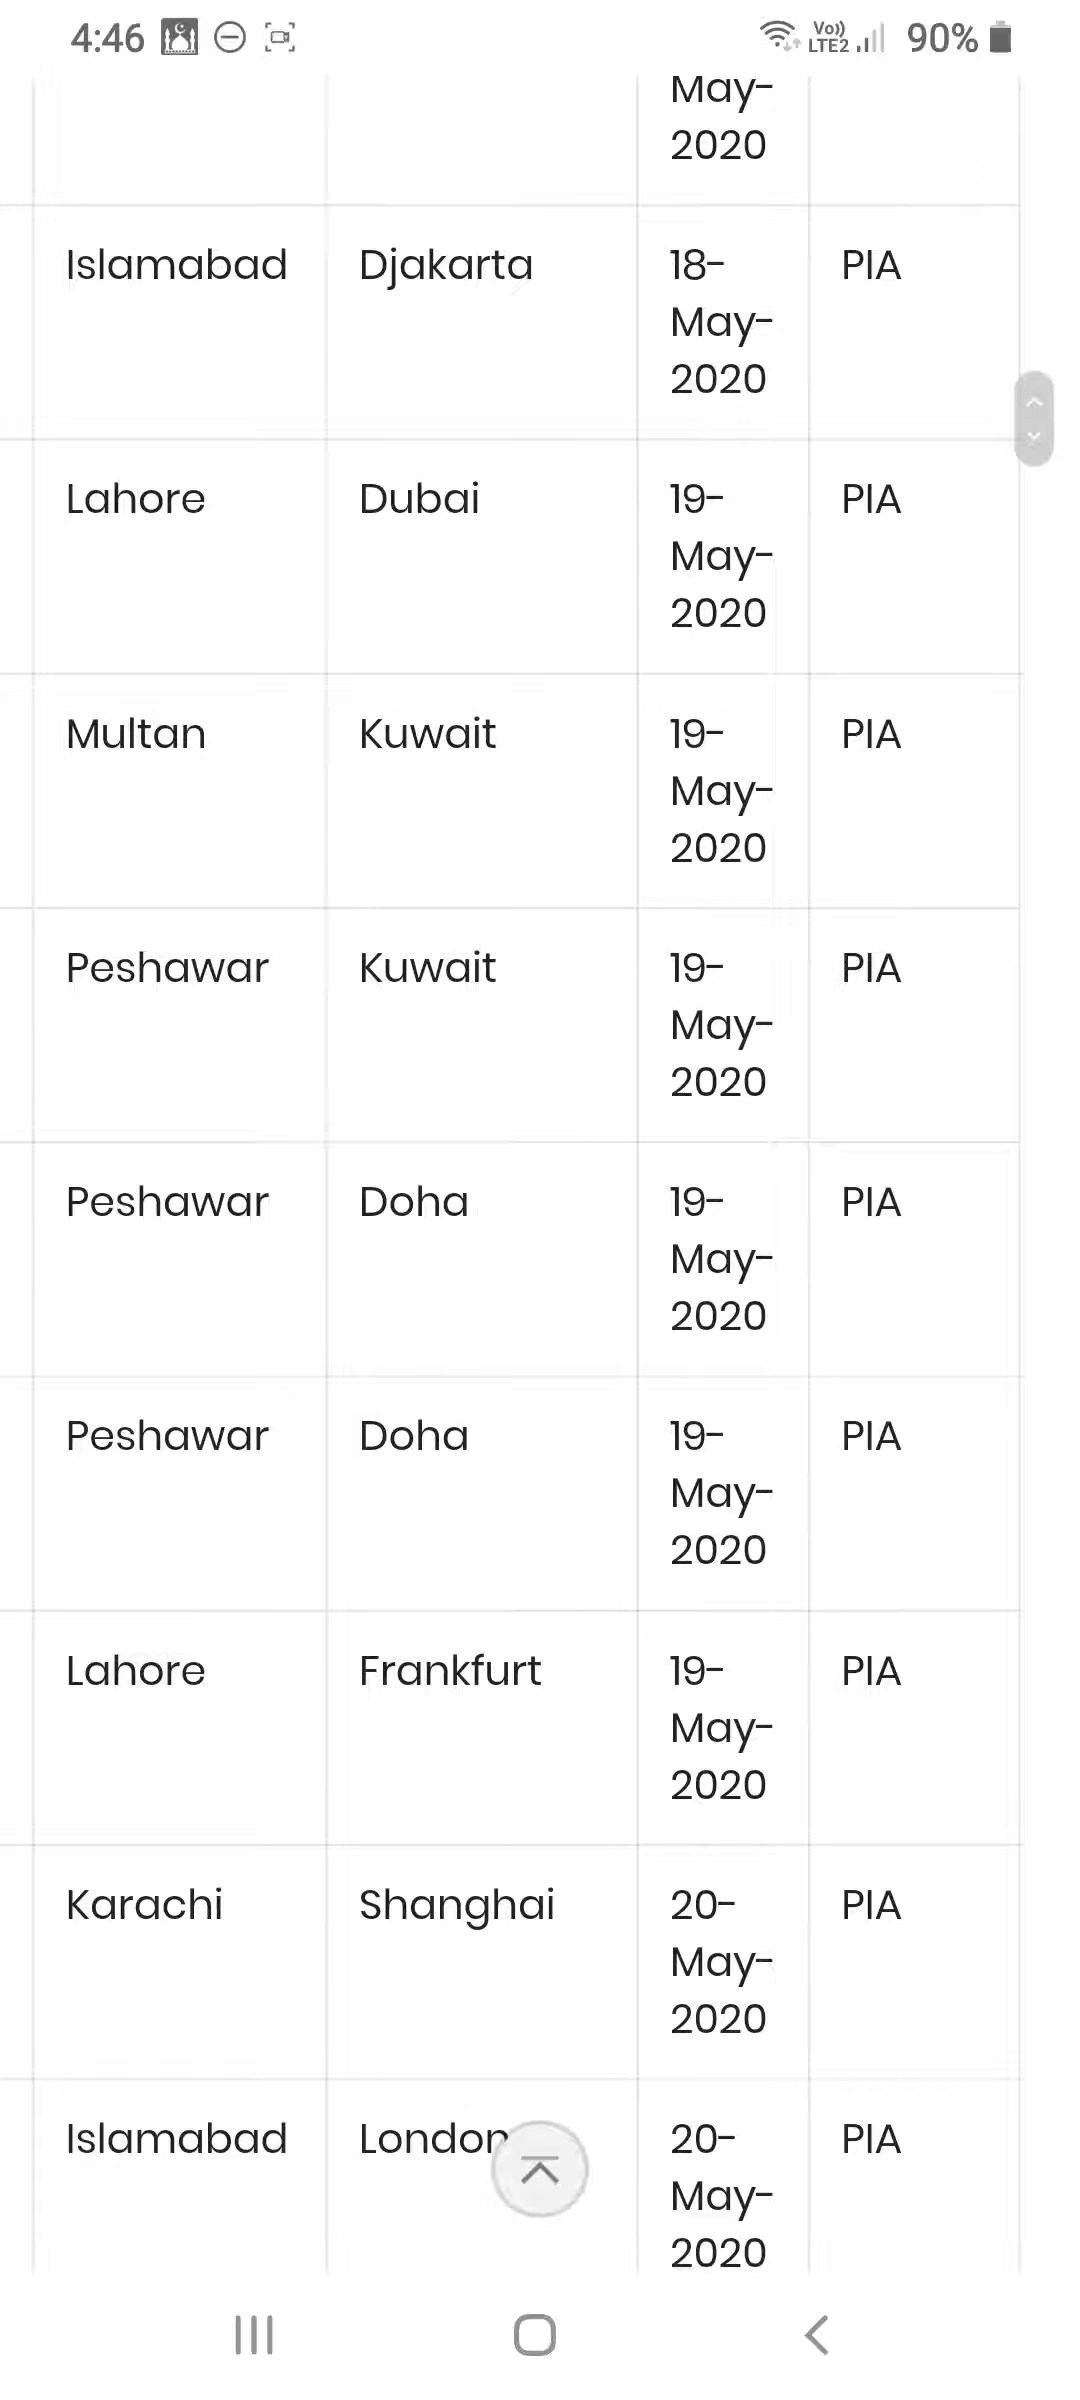 4:46 Vo)) LTE2 90%
May-
2020
Islamabad Djakarta 18- PIA
May-
2020
Lahore Dubai 19- PIA
May-
2020
Multan Kuwait 19- PIA
May-
2020
Peshawar Kuwait 19- PIA
May-
2020
Peshawar Doha 19- PIA
May-
2020
Peshawar Doha 19- PIA
May-
2020
Lahore Frankfurt 19- PIA
May-
2020
Karachi Shanghai 20- PIA
May-
2020
Islamabad London 20- PIA
May-
2020